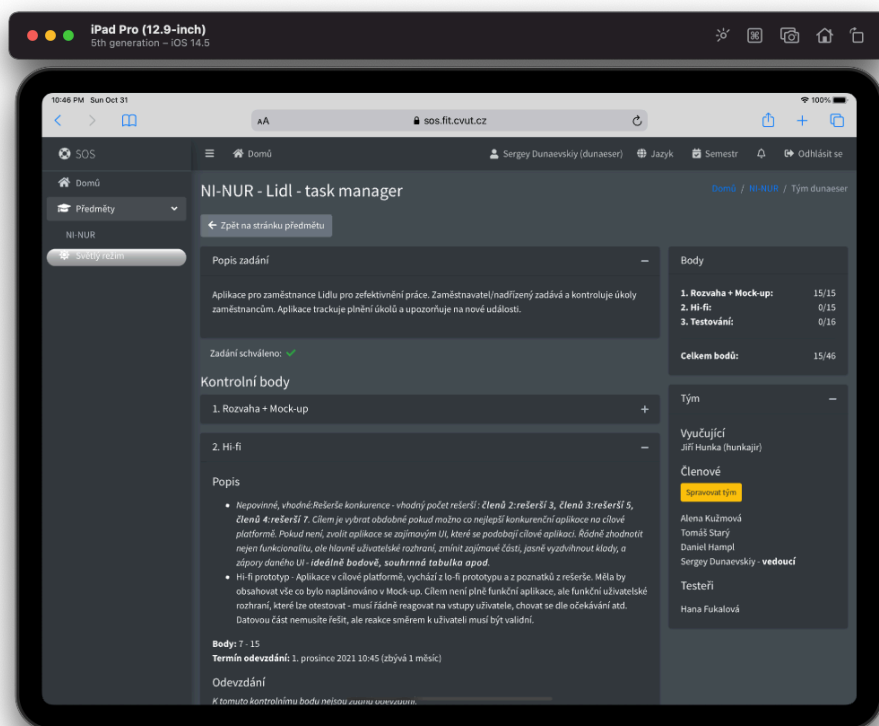 iPad Pro (12.9-inch)
5th generation – iOS 14.5
10:46 PM Sun Oct 31
100%
AA
sos.fit.cvut.cz
SOS
Domů
Sergey Dunaevskiy (dunaeser)
Jazyk
Semestr
Odhlásit se
Domů
Předměty
NI-NUR
Světlý režim
NI-NUR - Lidl - task manager
Domů / NI-NUR / Tým dunaeser
Zpět na stránku předmětu
Popis zadání
Aplikace pro zaměstnance Lidlu pro zefektivnění práce. Zaměstnavatel/nadřízený zadává a kontroluje úkoly
zaměstnancům. Aplikace trackuje plnění úkolů a upozorňuje na nové události.
Zadání schváleno:
Kontrolní body
1. Rozvaha + Mock-up
2. Hi-fi
Popis
Nepovinné, vhodné:Rešerše konkurence - vhodný počet rešerší : členů 2:rešerší 3, členů 3:rešerší 5,
členů 4:rešerší 7. Cílem je vybrat obdobné pokud možno co nejlepší konkurenční aplikace na cílové
platformě. Pokud není, zvolit aplikace se zajímavým UI, které se podobají cílové aplikaci. Řádně zhodnotit
nejen funkcionalitu, ale hlavně uživatelské rozhraní, zmínit zajímavé části, jasně vyzdvihnout klady, a
zápory daného UI - ideálně bodově, souhrnná tabulka apod.
Hi-fi prototyp - Aplikace v cílové platformě, vychází z lo-fi prototypu a z poznatků z rešerše. Měla by
obsahovat vše co bylo naplánováno v Mock-up. Cílem není plně funkční aplikace, ale funkční uživatelské
rozhraní, které lze otestovat - musí řádně reagovat na vstupy uživatele, chovat se dle očekávání atd.
Datovou část nemusíte řešit, ale reakce směrem k uživateli musí být validní.
Body: 7 - 15
Termín odevzdání: 1. prosince 2021 10:45 (zbývá 1 měsíc)
Odevzdání
K tomuto kontrolnímu bodu nejsou žádná odevzdání.
Body
1. Rozvaha + Mock-up: 15/15
2. Hi-fi: 0/15
3. Testování: 0/16
Celkem bodů: 15/46
Tým
Vyučující
Jiří Hunka (hunkajir)
Členové
Spravovat tým
Alena Kužmová
Tomáš Starý
Daniel Hampl
Sergey Dunaevskiy - vedoucí
Testeři
Hana Fukalová